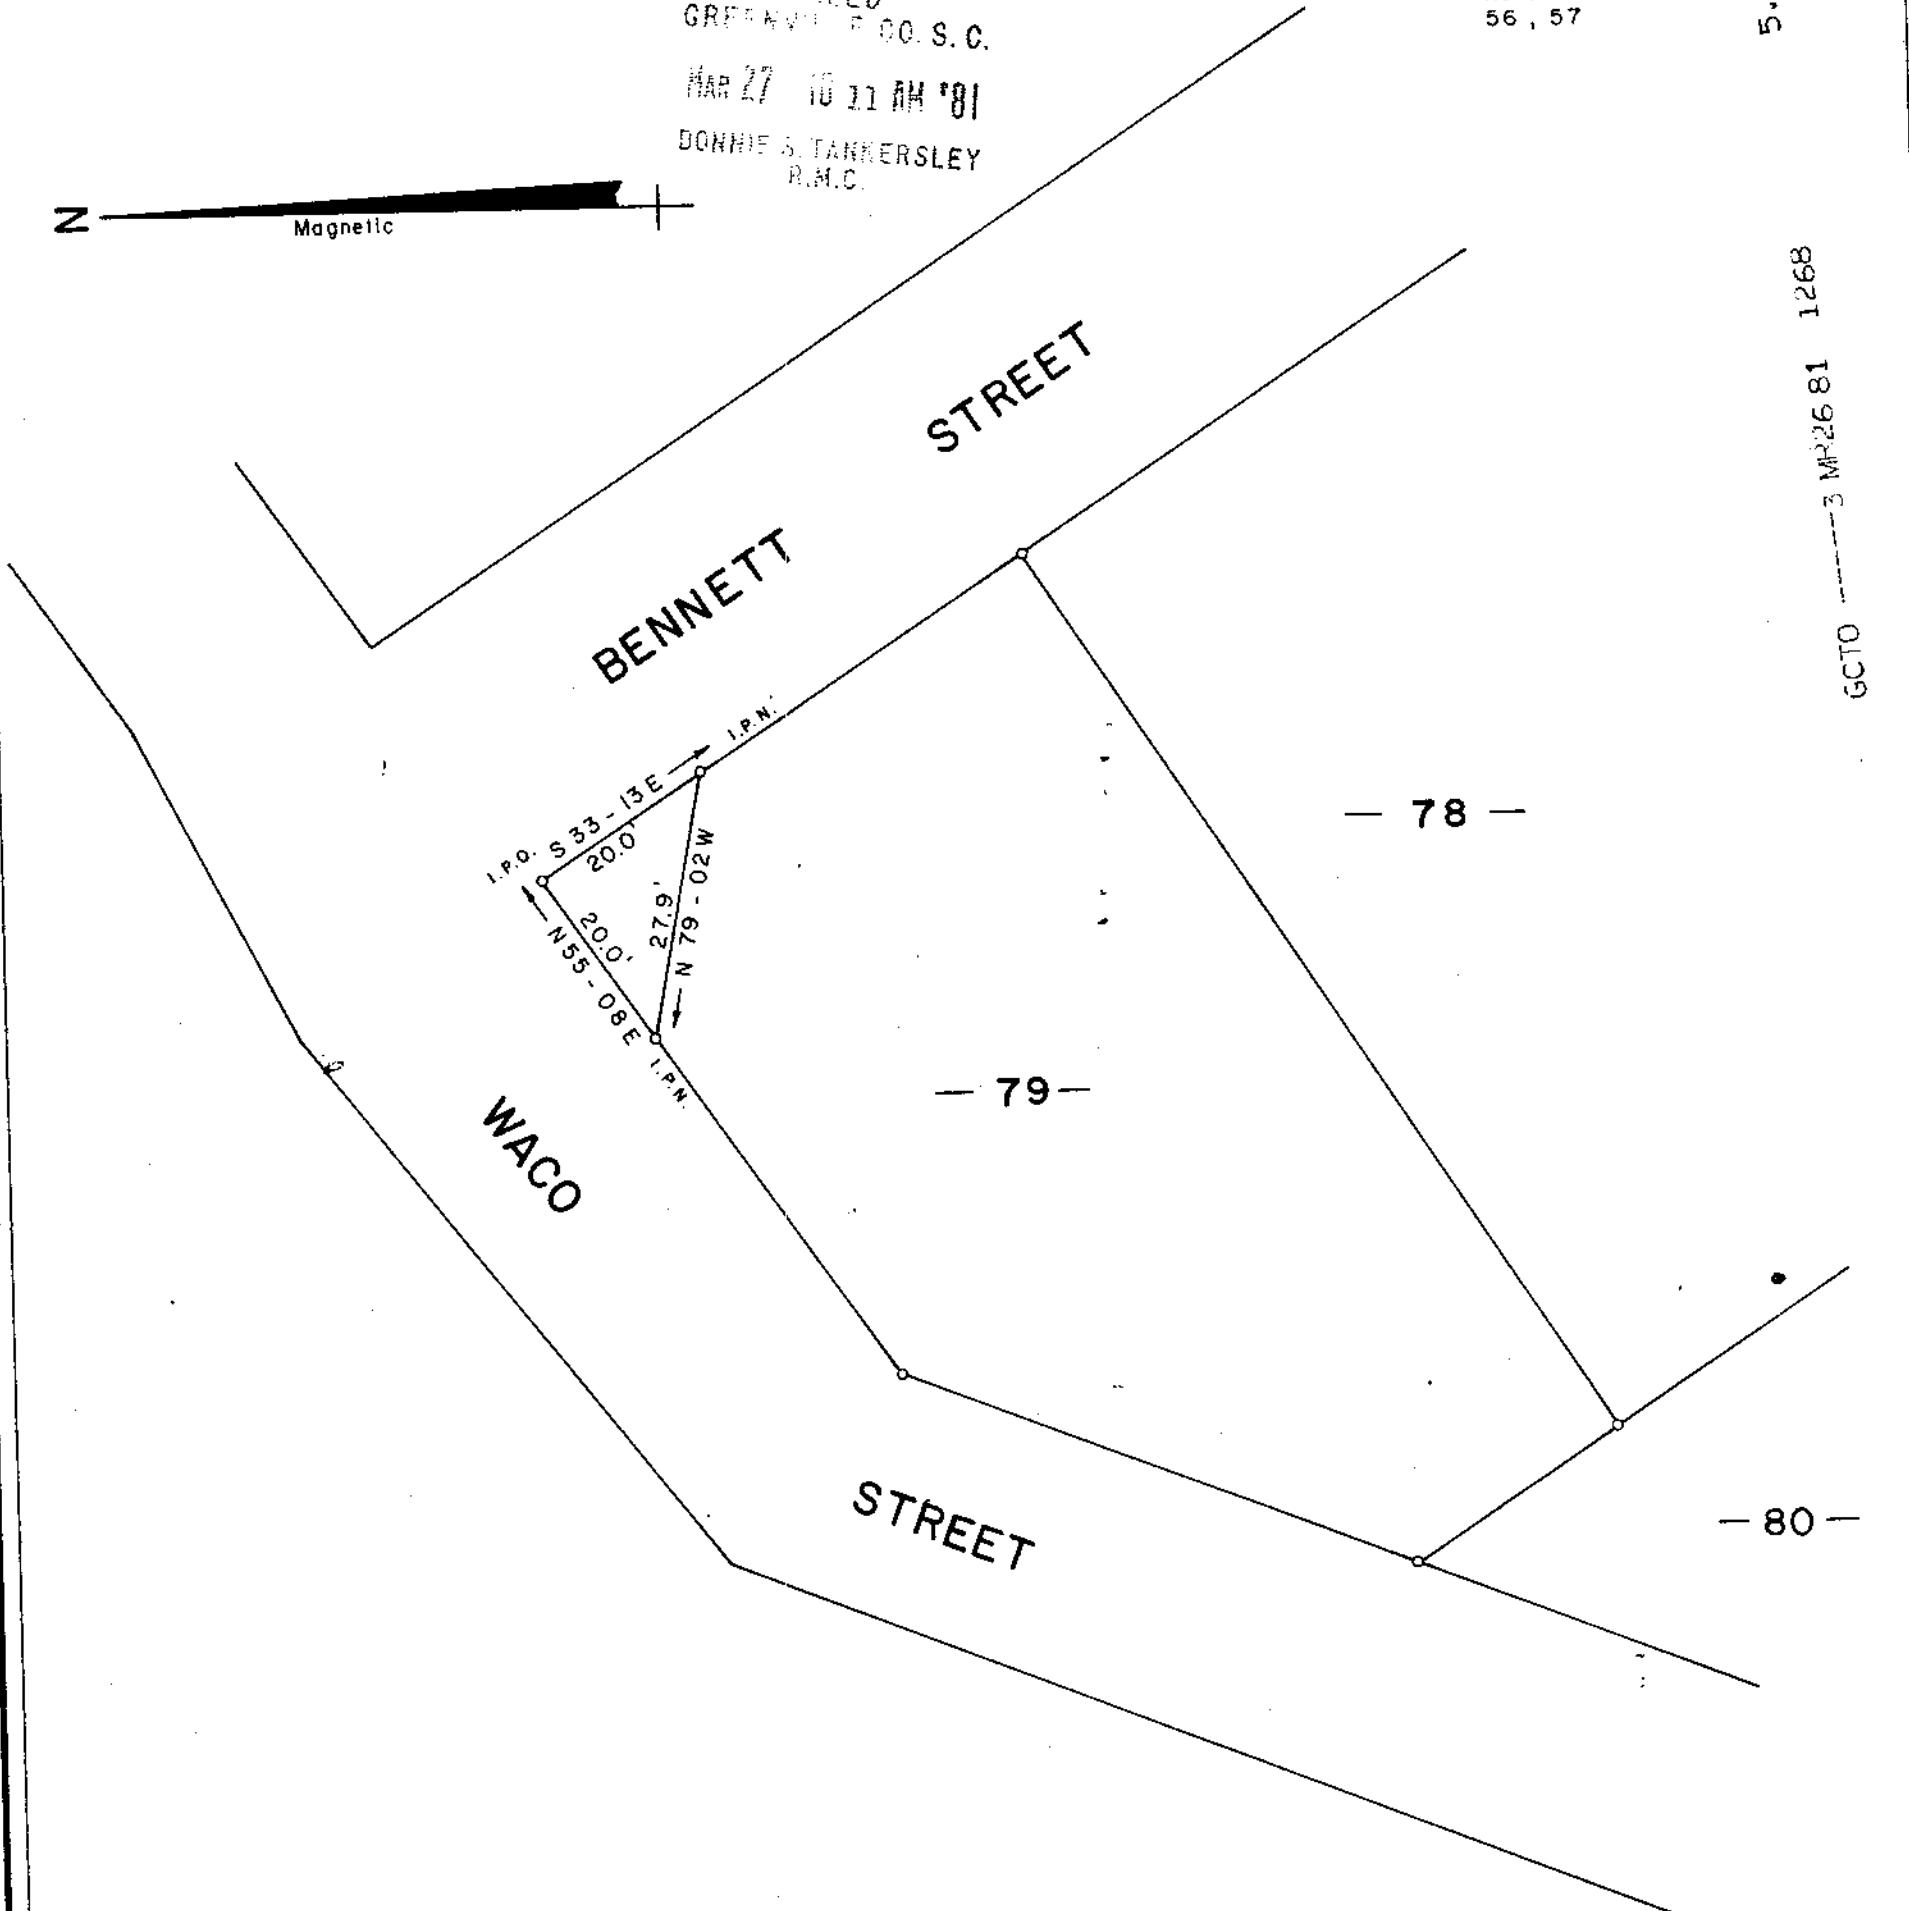 CO. S. C.
MAR 27 10 11 AM '81
DONNIE S. TANKERSLEY
R.M.C.
56, 57
5.
N
Magnetic
GCTO 3 MR26 81 1268
BENNETT STREET
I.P.N.
S 33 - 13 E
20.0'
I.P.O.
20.0'
N 55 - 08 E
27.9'
N 79 - 02 W
I.P.N.
— 78 —
— 79 —
WACO STREET
— 80 —